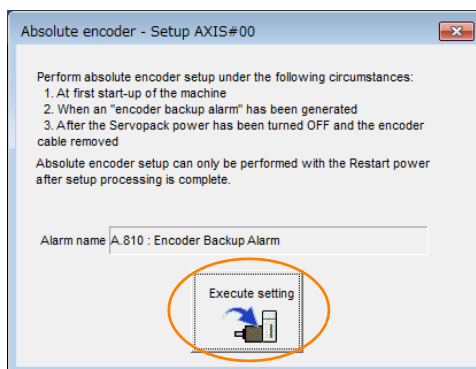 Absolute encoder - Setup AXIS#00
Perform absolute encoder setup under the following circumstances:
1. At first start-up of the machine
2. When an "encoder backup alarm" has been generated
3. After the Servopack power has been turned OFF and the encoder
cable removed
Absolute encoder setup can only be performed with the Restart power
after setup processing is complete.
Alarm name A.810 : Encoder Backup Alarm
Execute setting